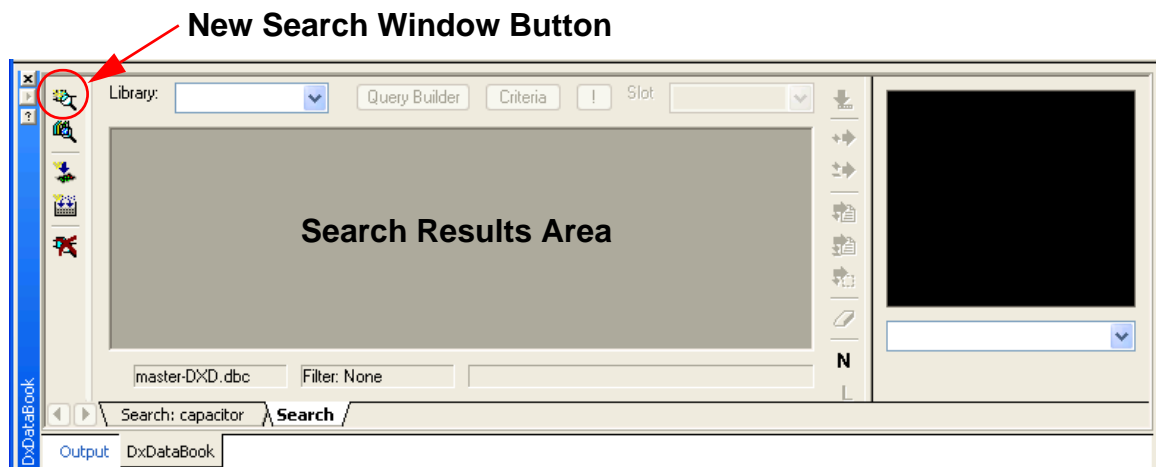 New Search Window Button
Library:
Query Builder
Criteria
!
Slot
?
Search Results Area
N
L
master-DXD.dbc
Filter: None
DxDataBook
Search: capacitor
Search
Output
DxDataBook